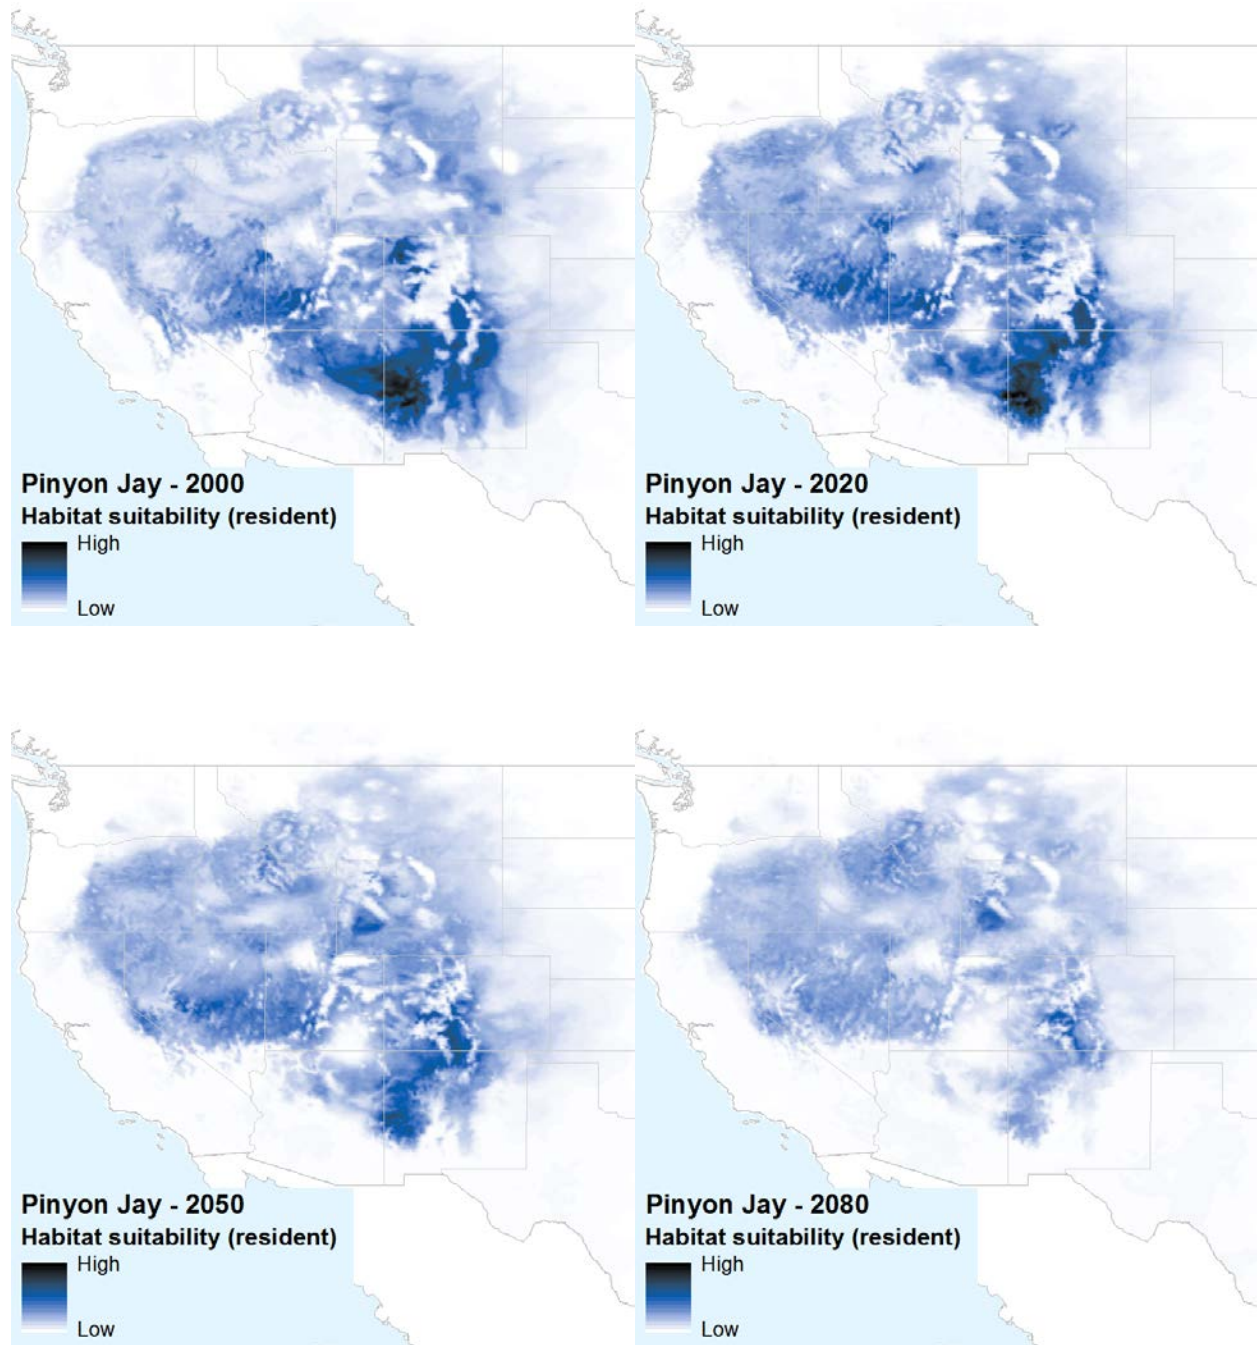 Pinyon Jay - 2000
Habitat suitability (resident)
High
Low
Pinyon Jay - 2020
Habitat suitability (resident)
High
Low
Pinyon Jay - 2050
Habitat suitability (resident)
High
Low
Pinyon Jay - 2080
Habitat suitability (resident)
High
Low